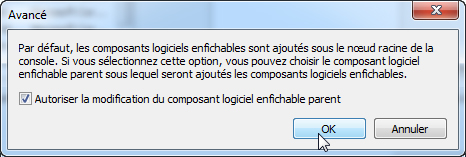 Avancé
Par défaut, les composants logiciels enfichables sont ajoutés sous le nœud racine de la
console. Si vous sélectionnez cette option, vous pouvez choisir le composant logiciel
enfichable parent sous lequel seront ajoutés les composants logiciels enfichables.
Autoriser la modification du composant logiciel enfichable parent
OK Annuler